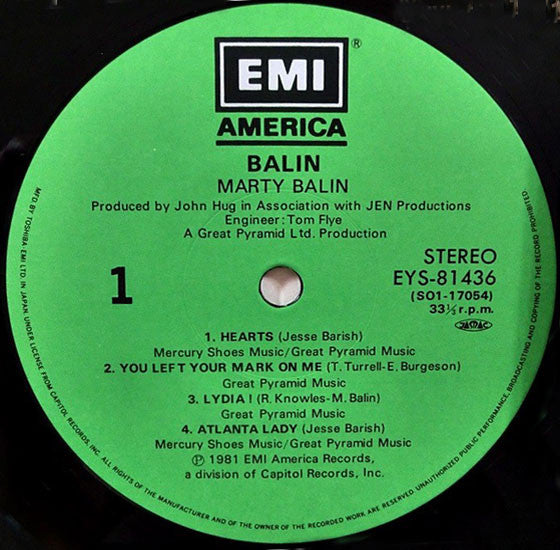 EMI
®
AMERICA
BALIN
MARTY BALIN
Produced by John Hug in Association with JEN Productions
Engineer: Tom Flye
A Great Pyramid Ltd. Production
1
STEREO
EYS-81436
(SO1-17054)
33⅓ r.p.m.
JASRAC
1. HEARTS (Jesse Barish)
Mercury Shoes Music/Great Pyramid Music
2. YOU LEFT YOUR MARK ON ME (T. Turrell-E. Burgeson)
Great Pyramid Music
3. LYDIA! (R. Knowles-M. Balin)
Great Pyramid Music
4. ATLANTA LADY (Jesse Barish)
Mercury Shoes Music/Great Pyramid Music
℗ 1981 EMI America Records,
a division of Capitol Records, Inc.
MFD. BY TOSHIBA-EMI LTD. IN JAPAN UNDER LICENSE FROM CAPITOL RECORDS, INC. ALL RIGHTS OF THE MANUFACTURER AND OF THE OWNER OF THE RECORDED WORK ARE RESERVED. UNAUTHORIZED PUBLIC PERFORMANCE, BROADCASTING AND COPYING OF THE RECORD PROHIBITED.